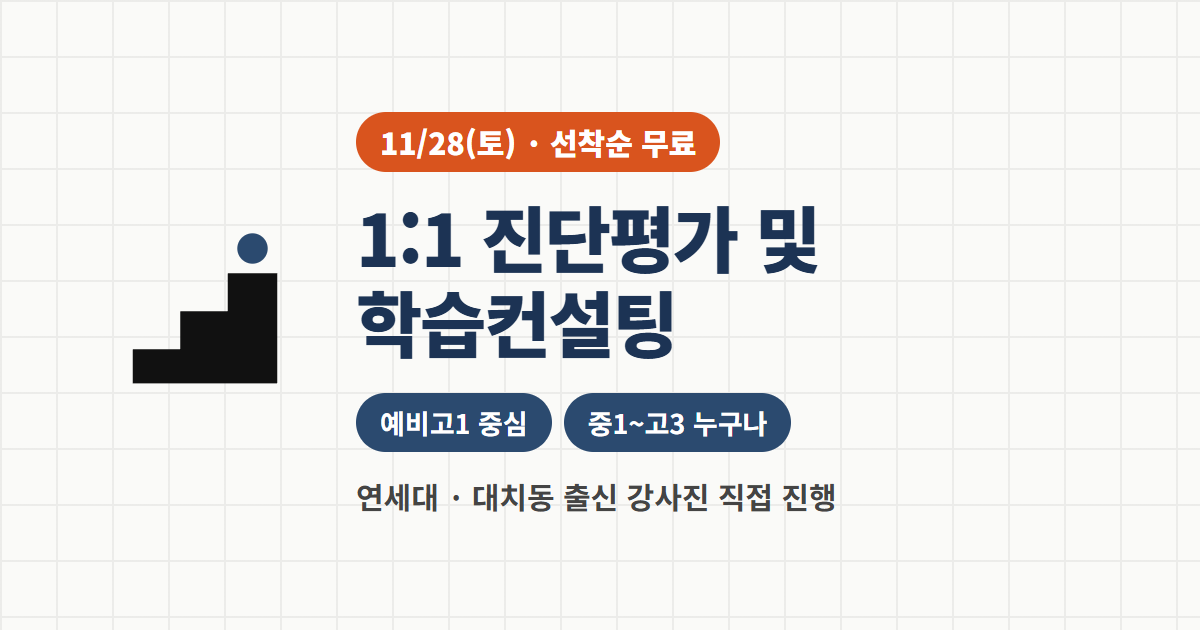 11/28(토) · 선착순 무료
1:1 진단평가 및
학습컨설팅
예비고1 중심 중1~고3 누구나
연세대 · 대치동 출신 강사진 직접 진행